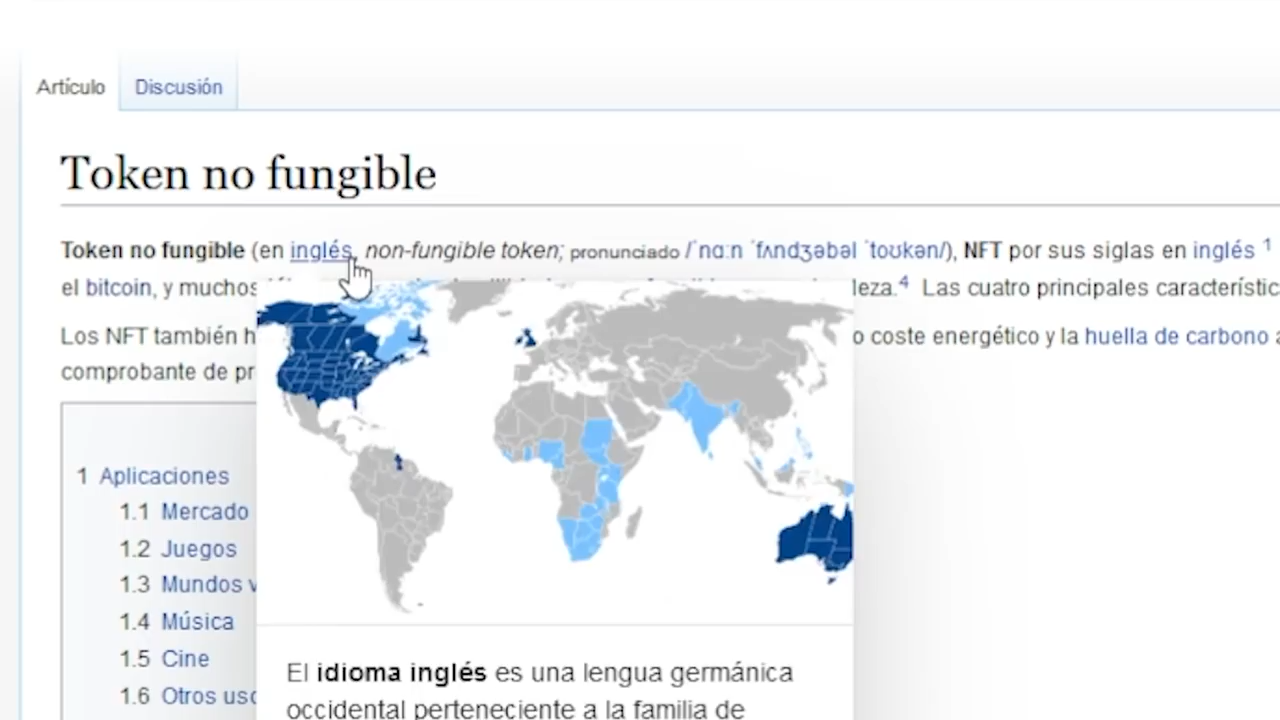 Artículo
Discusión
Token no fungible
Token no fungible (en inglés, non-fungible token; pronunciado /ˈnɑːn ˈfʌndʒəbəl ˈtoʊkən/), NFT por sus siglas en inglés 1
el bitcoin, y muchos leza.4 Las cuatro principales característic
Los NFT también h o coste energético y la huella de carbono a
comprobante de pr
1 Aplicaciones
1.1 Mercado
1.2 Juegos
1.3 Mundos v
1.4 Música
1.5 Cine
1.6 Otros uso
El idioma inglés es una lengua germánica
occidental perteneciente a la familia de